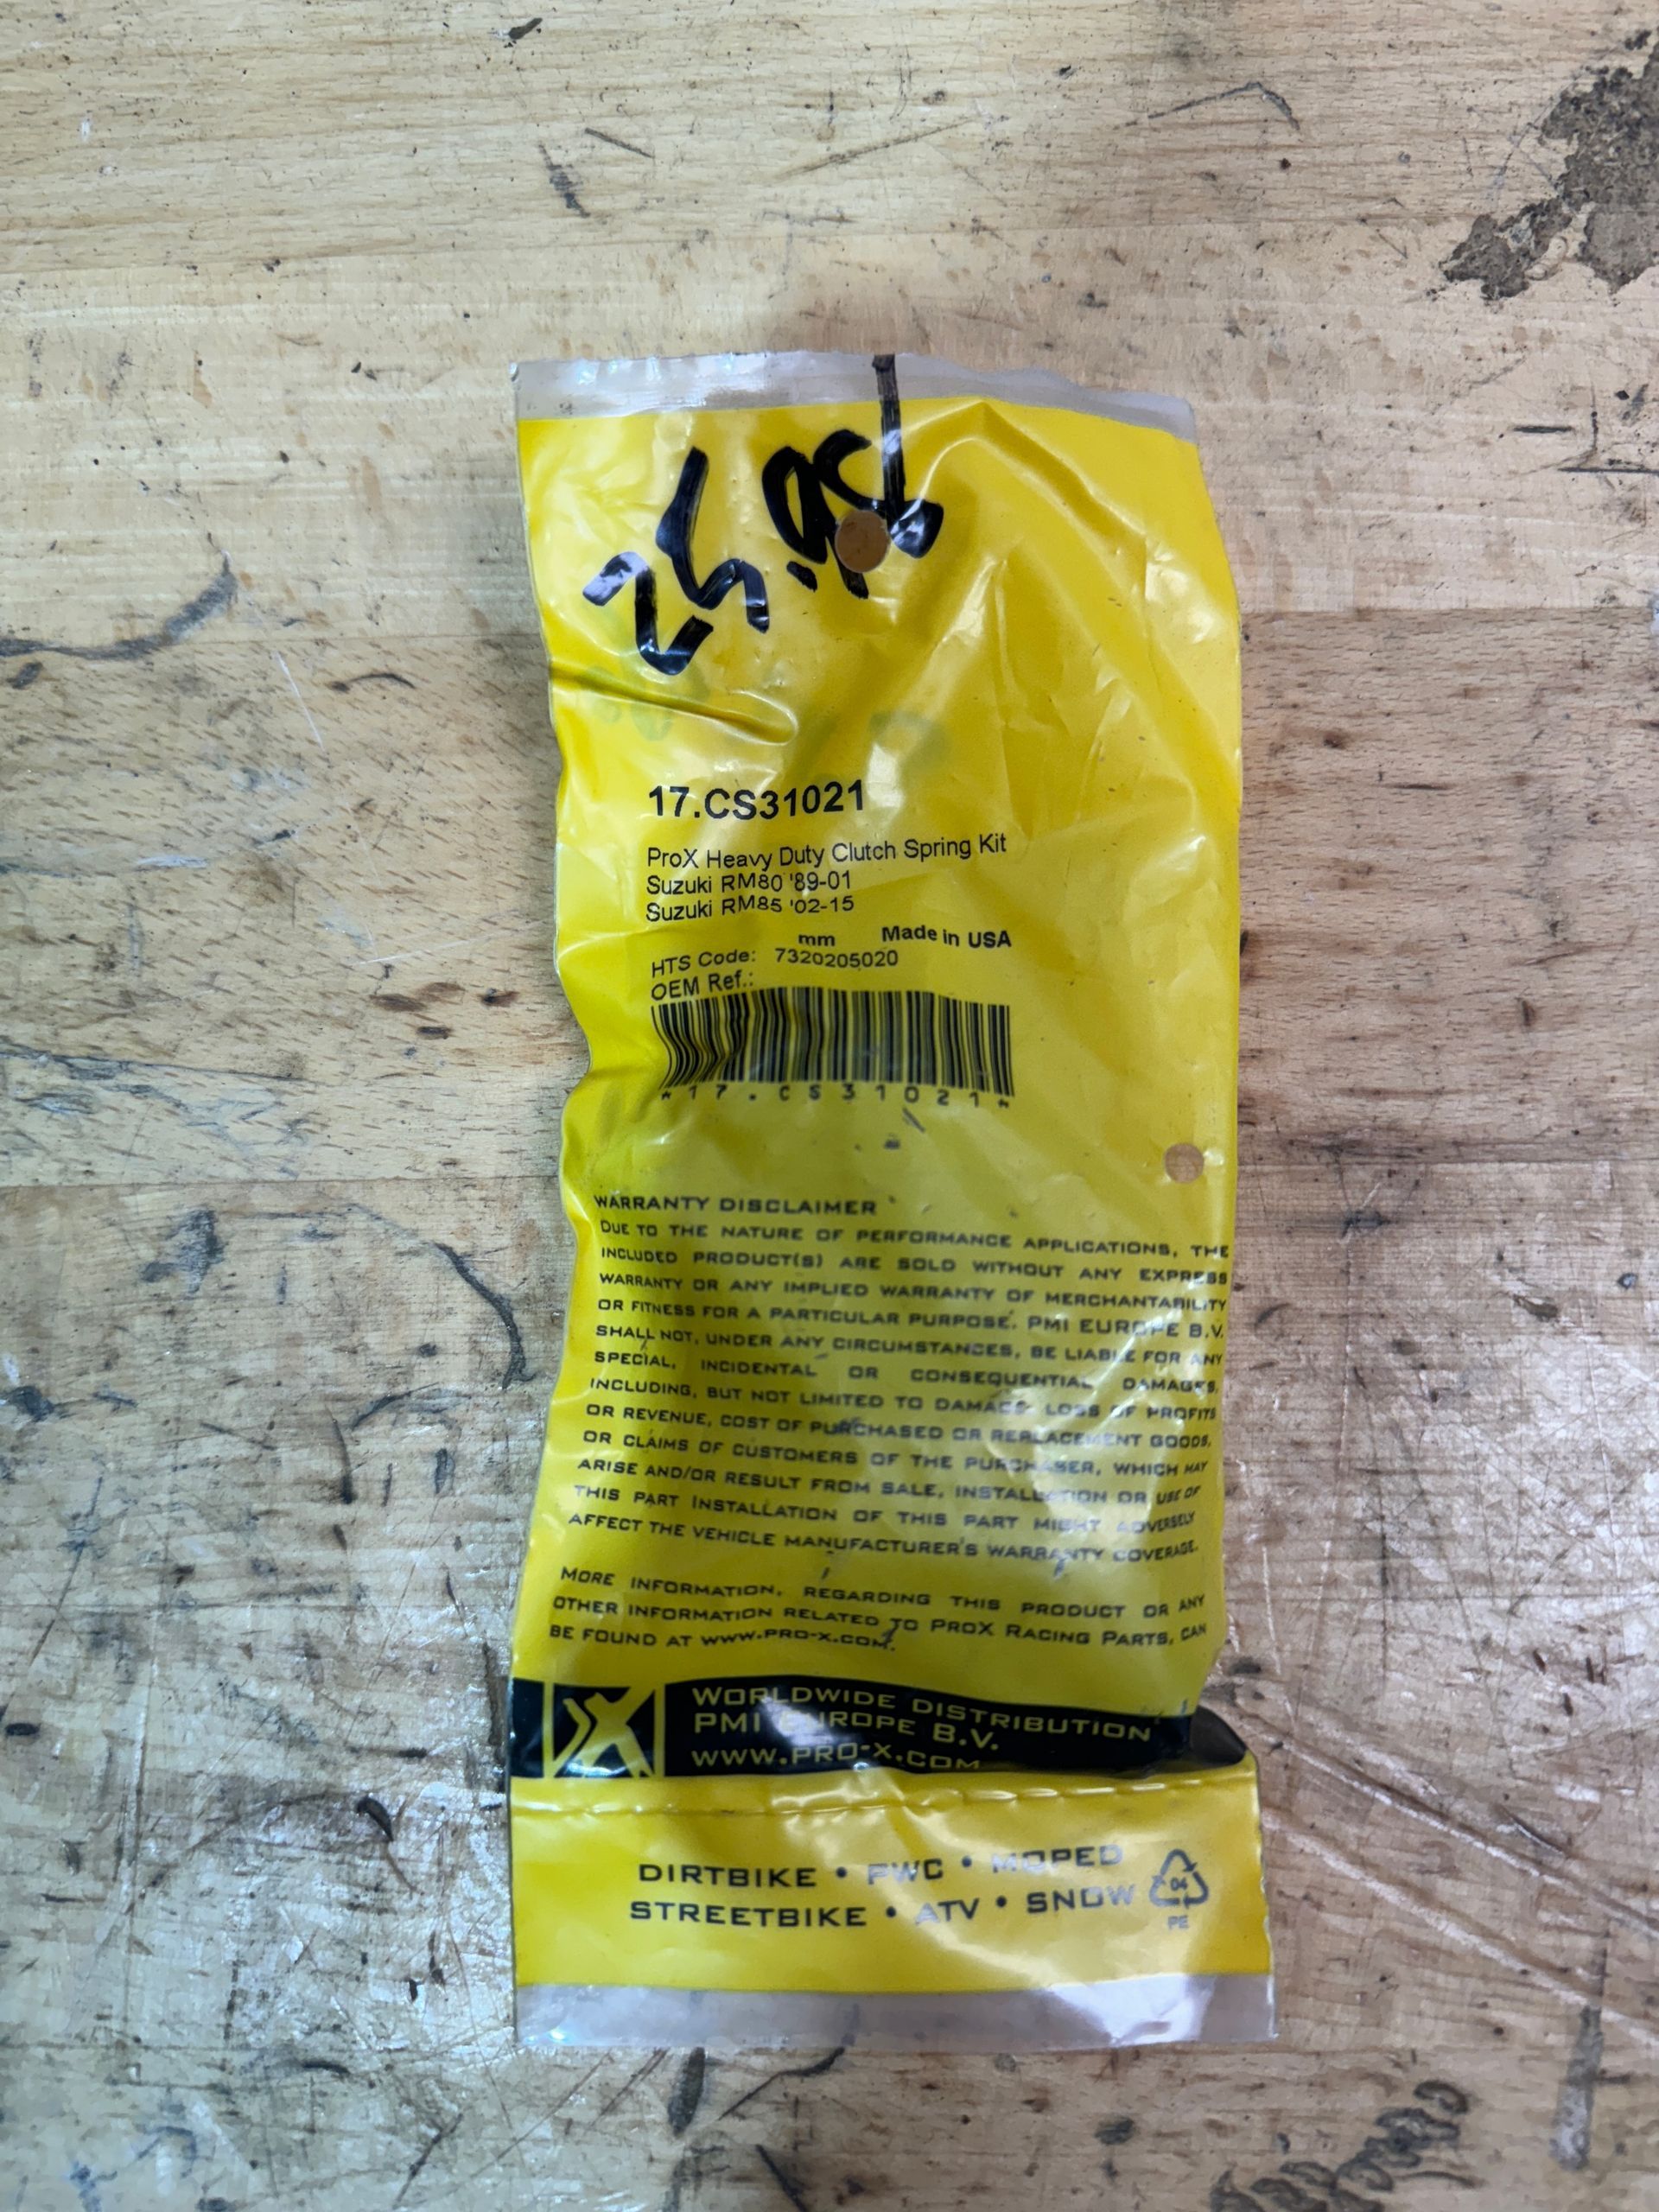 25.95
17.CS31021
ProX Heavy Duty Clutch Spring Kit
Suzuki RM80 '89-01
Suzuki RM85 '02-15
mm Made in USA
HTS Code: 7320205020
OEM Ref.:
*17.CS31021*
WARRANTY DISCLAIMER
DUE TO THE NATURE OF PERFORMANCE APPLICATIONS, THE
INCLUDED PRODUCT(S) ARE SOLD WITHOUT ANY EXPRESS
WARRANTY OR ANY IMPLIED WARRANTY OF MERCHANTABILITY
OR FITNESS FOR A PARTICULAR PURPOSE. PMI EUROPE B.V.
SHALL NOT, UNDER ANY CIRCUMSTANCES, BE LIABLE FOR ANY
SPECIAL, INCIDENTAL OR CONSEQUENTIAL DAMAGES,
INCLUDING, BUT NOT LIMITED TO DAMAGE LOSS OF PROFITS
OR REVENUE, COST OF PURCHASED OR REPLACEMENT GOODS,
OR CLAIMS OF CUSTOMERS OF THE PURCHASER, WHICH MAY
ARISE AND/OR RESULT FROM SALE, INSTALLATION OR USE OF
THIS PART INSTALLATION OF THIS PART MIGHT ADVERSELY
AFFECT THE VEHICLE MANUFACTURER'S WARRANTY COVERAGE.
MORE INFORMATION, REGARDING THIS PRODUCT OR ANY
OTHER INFORMATION RELATED TO PROX RACING PARTS, CAN
BE FOUND AT WWW.PRO-X.COM.
WORLDWIDE DISTRIBUTION
PMI EUROPE B.V.
WWW.PRO-X.COM
DIRTBIKE • PWC • MOPED
STREETBIKE • ATV • SNOW
04
PE